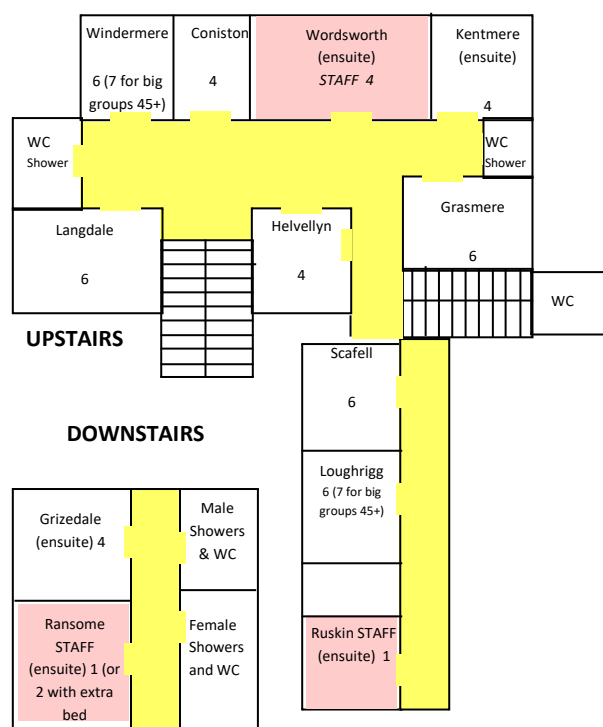 Windermere
6 (7 for big
groups 45+)
Coniston
4
Wordsworth
(ensuite)
STAFF 4
Kentmere
(ensuite)
4
WC
Shower
WC
Shower
Langdale
6
Helvellyn
4
Grasmere
6
WC
UPSTAIRS
Scafell
6
Loughrigg
6 (7 for big
groups 45+)
Ruskin STAFF
(ensuite) 1
DOWNSTAIRS
Grizedale
(ensuite) 4
Male
Showers
& WC
Ransome
STAFF
(ensuite) 1 (or
2 with extra
bed
Female
Showers
and WC